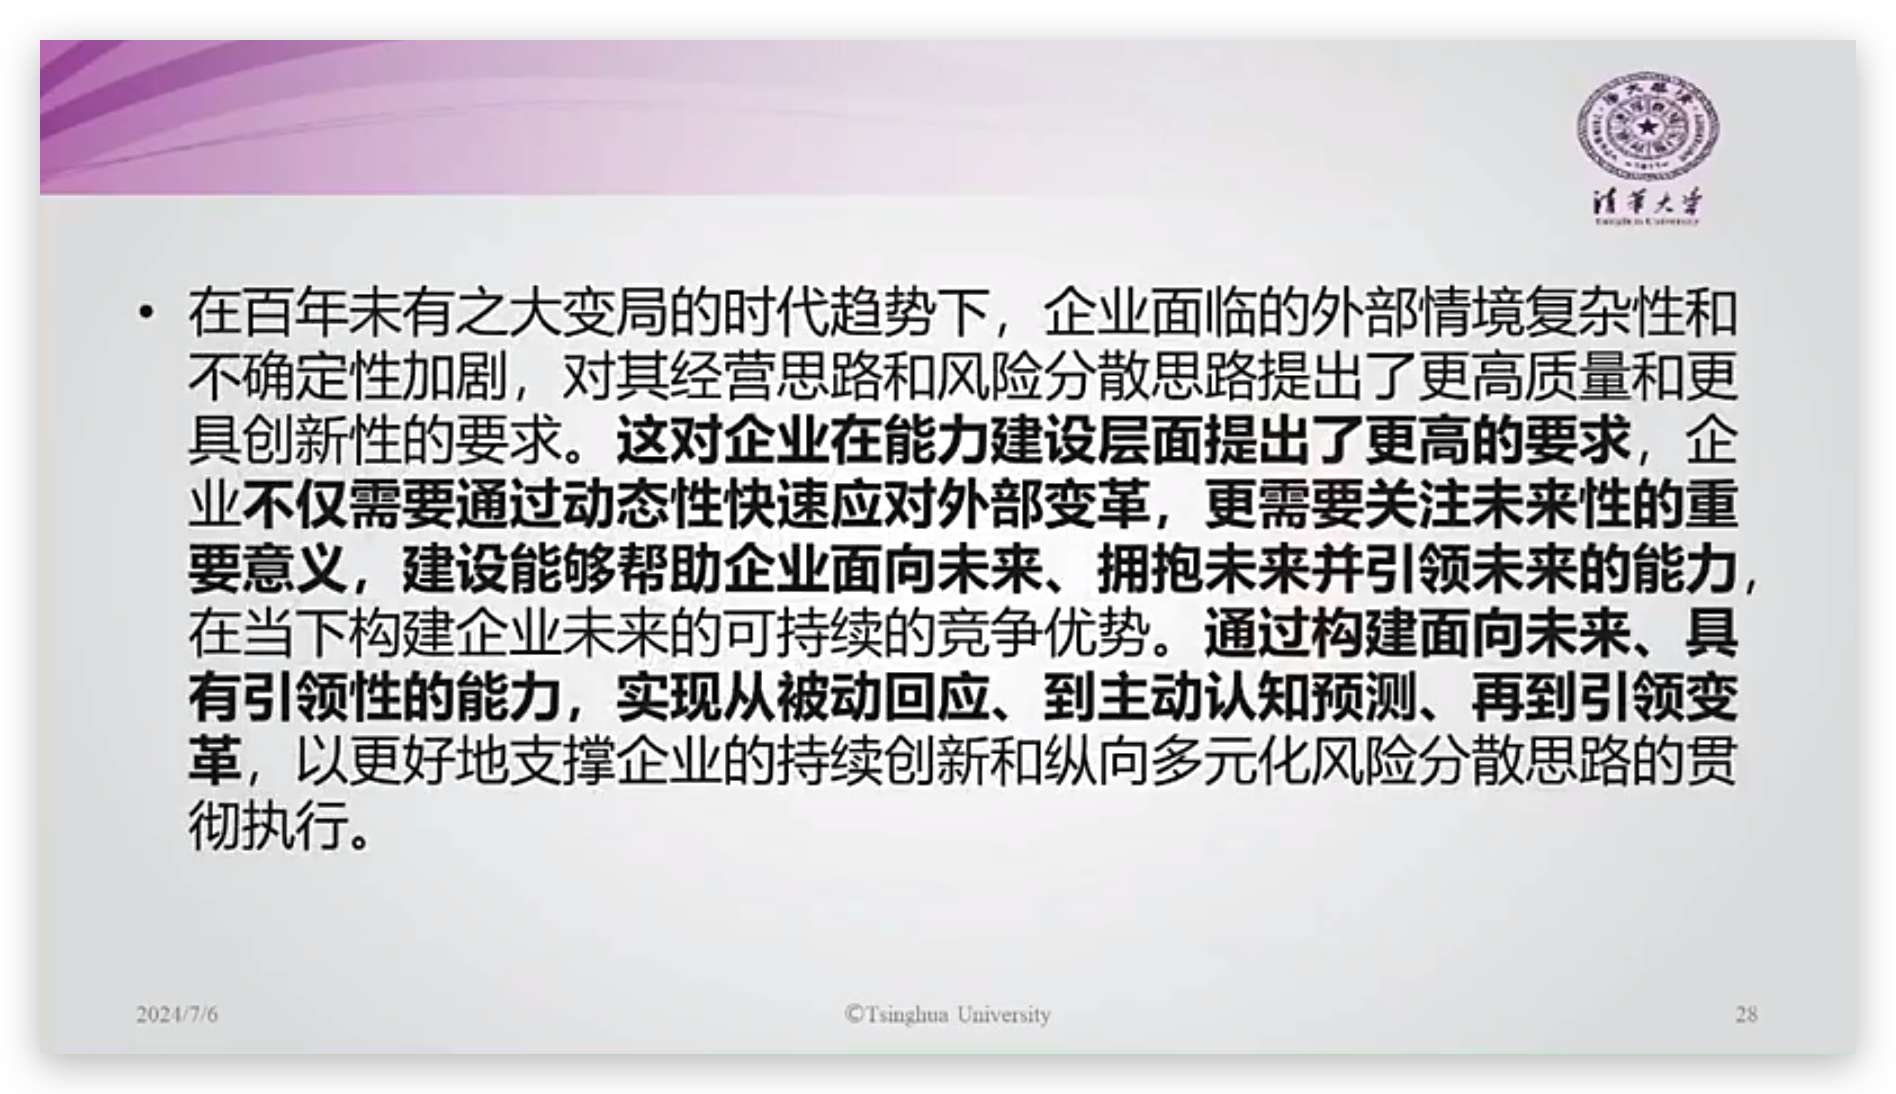 清华大学
Tsinghua University
• 在百年未有之大变局的时代趋势下，企业面临的外部情境复杂性和
不确定性加剧，对其经营思路和风险分散思路提出了更高质量和更
具创新性的要求。这对企业在能力建设层面提出了更高的要求，企
业不仅需要通过动态性快速应对外部变革，更需要关注未来性的重
要意义，建设能够帮助企业面向未来、拥抱未来并引领未来的能力，
在当下构建企业未来的可持续的竞争优势。通过构建面向未来、具
有引领性的能力，实现从被动回应、到主动认知预测、再到引领变
革，以更好地支撑企业的持续创新和纵向多元化风险分散思路的贯
彻执行。
2024/7/6
©Tsinghua University
28